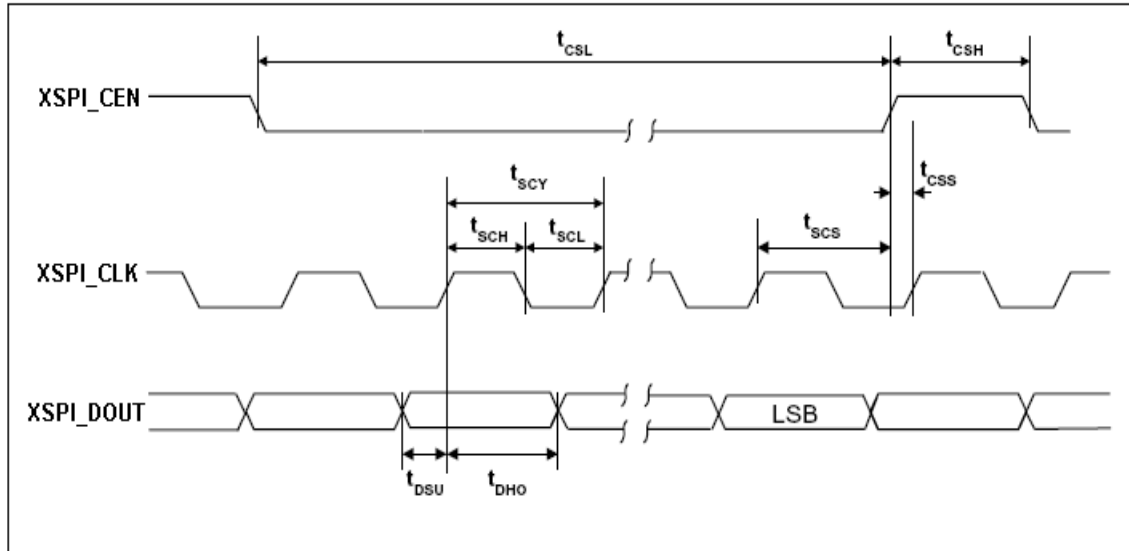 tCSL
tCSH
XSPI_CEN
tCSS
tSCY
tSCH
tSCL
tSCS
XSPI_CLK
XSPI_DOUT
LSB
tDSU
tDHO